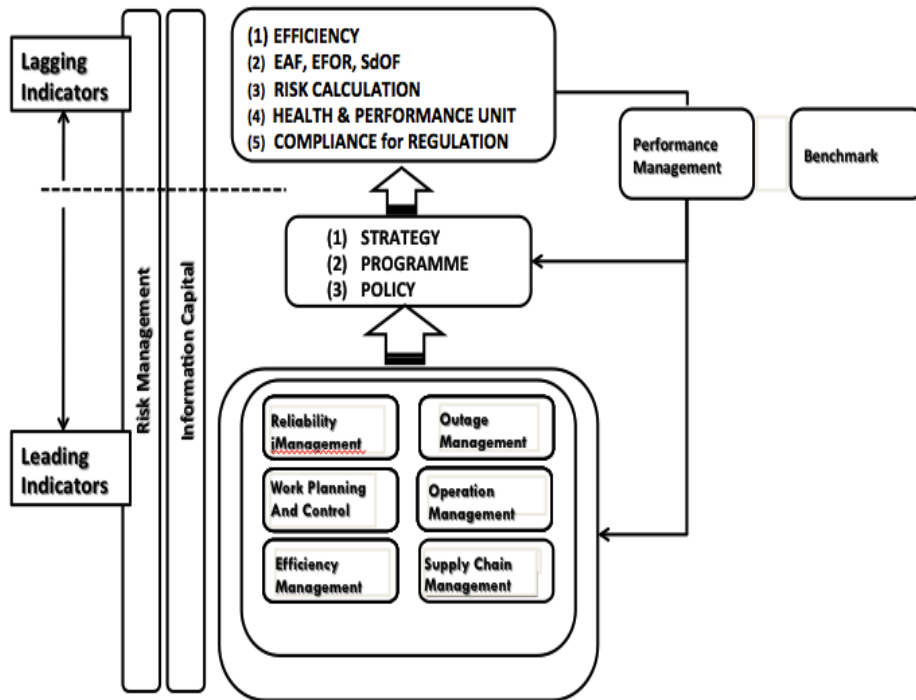 Lagging
Indicators
Leading
Indicators
Risk Management
Information Capital
(1) EFFICIENCY
(2) EAF, EFOR, SdOF
(3) RISK CALCULATION
(4) HEALTH & PERFORMANCE UNIT
(5) COMPLIANCE for REGULATION
Performance
Management
Benchmark
(1) STRATEGY
(2) PROGRAMME
(3) POLICY
Reliability
iManagement
Outage
Management
Work Planning
And Control
Operation
Management
Efficiency
Management
Supply Chain
Management